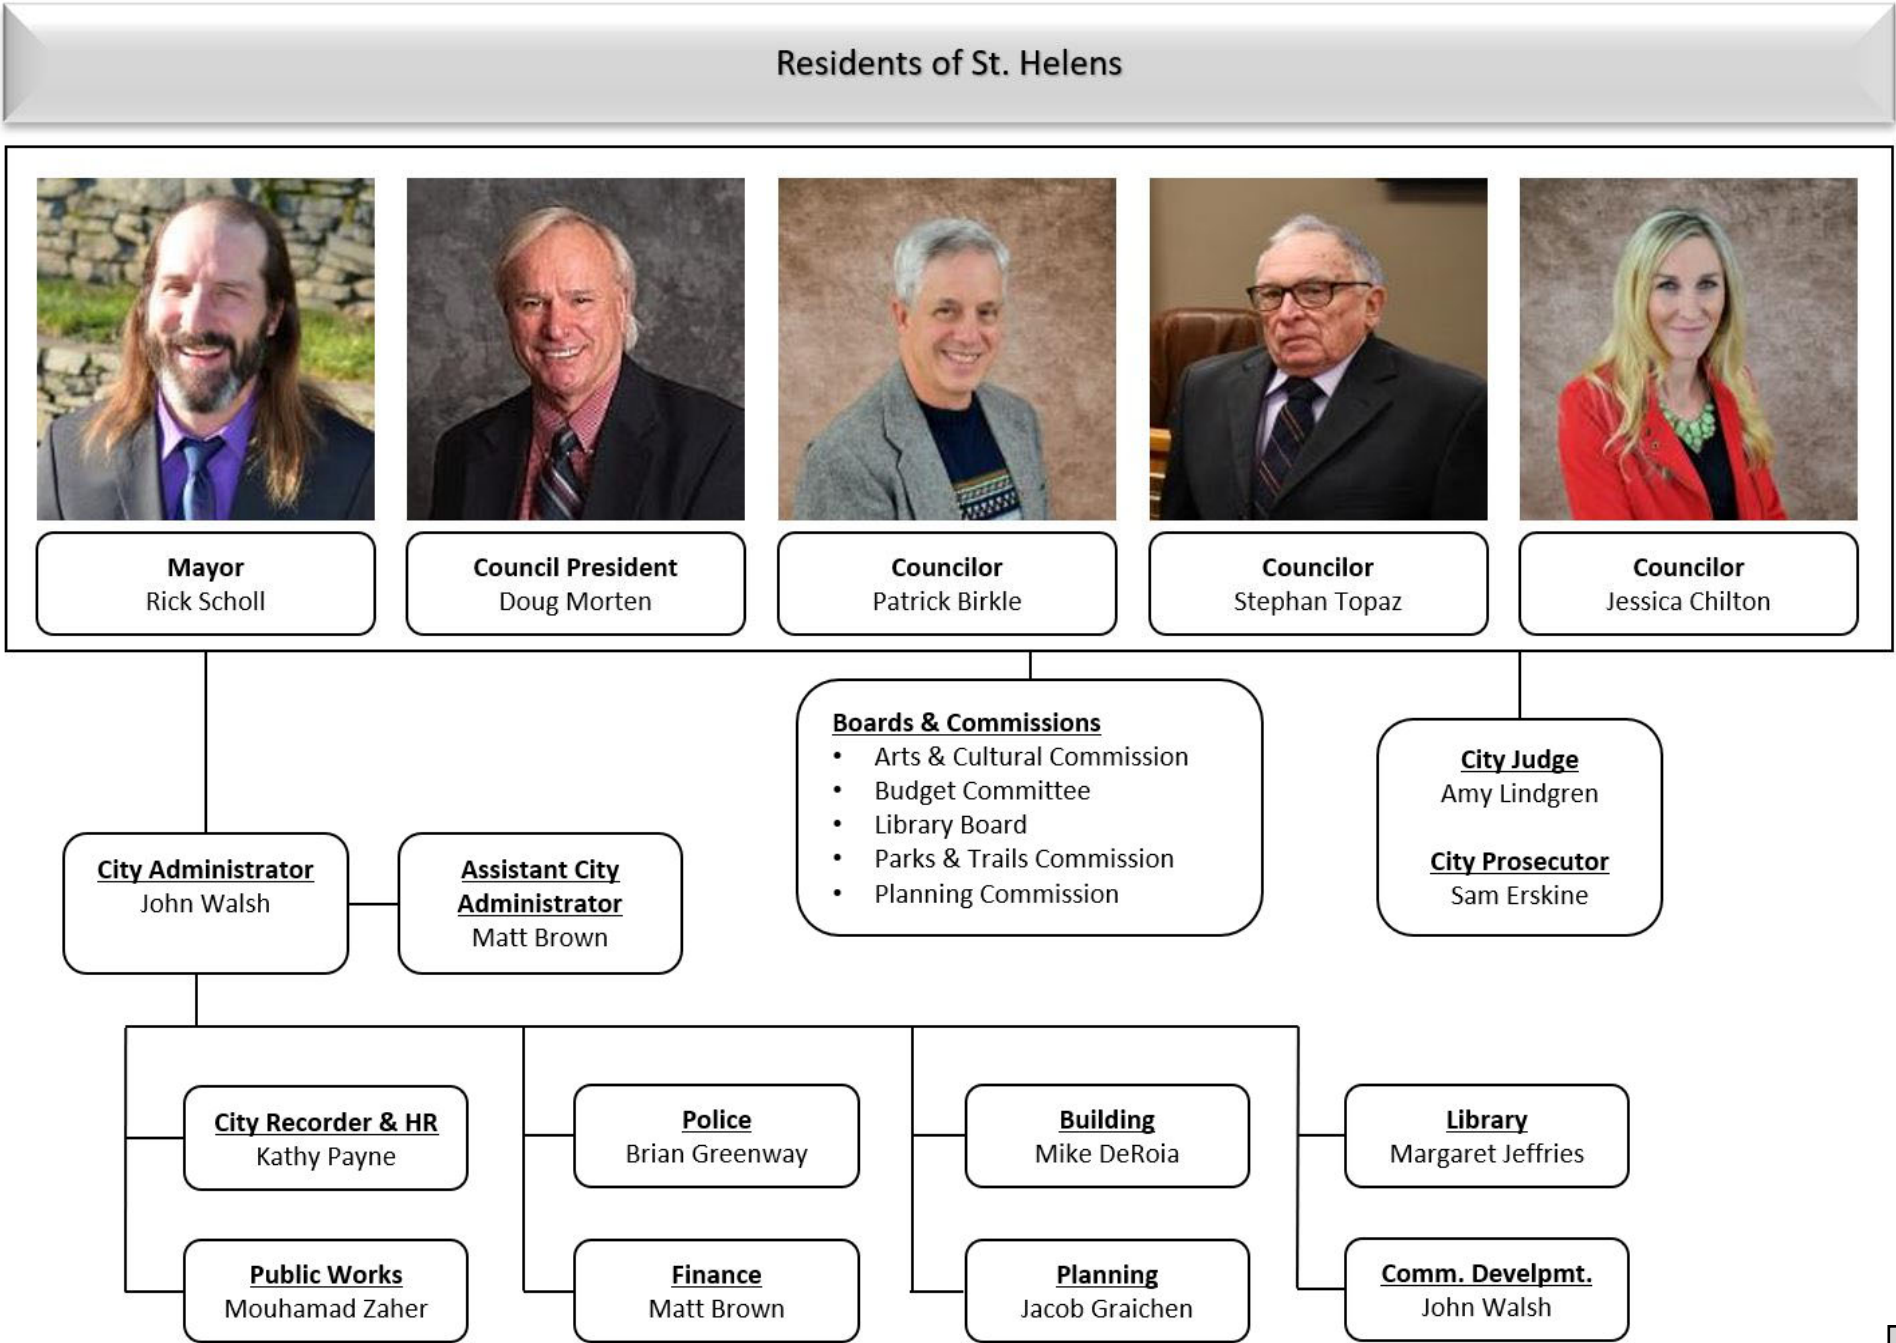 Residents of St. Helens
Mayor
Rick Scholl
Council President
Doug Morten
Councilor
Patrick Birkle
Councilor
Stephan Topaz
Councilor
Jessica Chilton
Boards & Commissions
• Arts & Cultural Commission
• Budget Committee
• Library Board
• Parks & Trails Commission
• Planning Commission
City Judge
Amy Lindgren
City Prosecutor
Sam Erskine
City Administrator
John Walsh
Assistant City
Administrator
Matt Brown
City Recorder & HR
Kathy Payne
Police
Brian Greenway
Building
Mike DeRoia
Library
Margaret Jeffries
Public Works
Mouhamad Zaher
Finance
Matt Brown
Planning
Jacob Graichen
Comm. Develpmt.
John Walsh